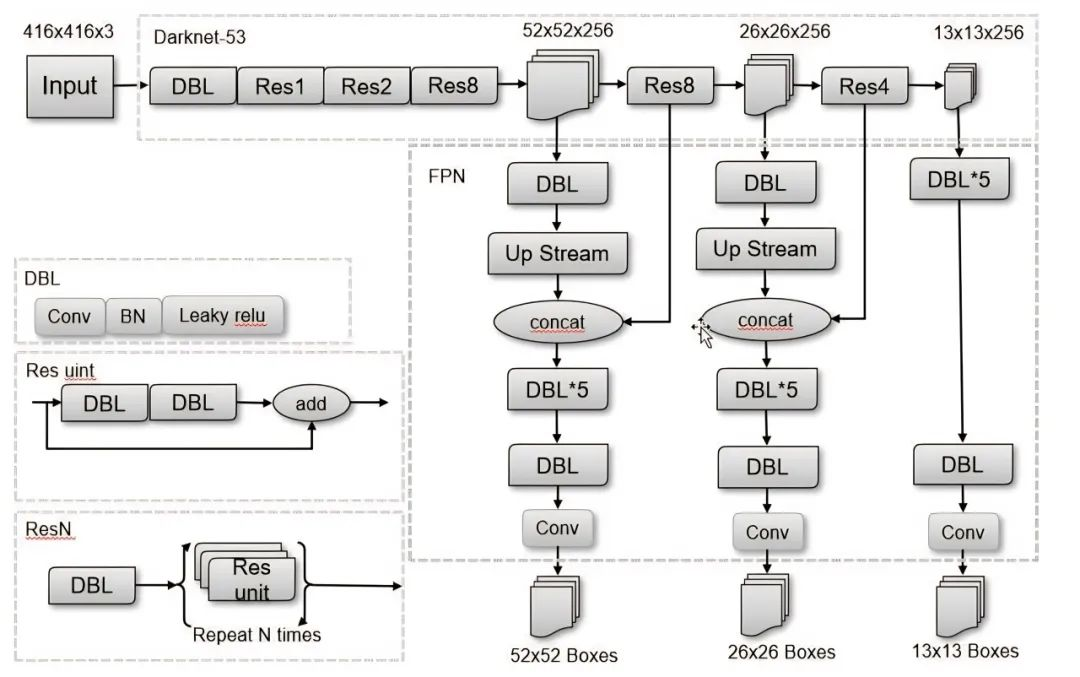 416x416x3
52x52x256
26x26x256
13x13x256
Darknet-53
Input
DBL
Res1
Res2
Res8
Res8
Res4
FPN
DBL
DBL
DBL*5
Up Stream
Up Stream
concat
concat
DBL*5
DBL*5
DBL
DBL
DBL
Conv
Conv
Conv
52x52 Boxes
26x26 Boxes
13x13 Boxes
DBL
Conv
BN
Leaky relu
Res uint
DBL
DBL
add
ResN
DBL
Res
unit
Repeat N times